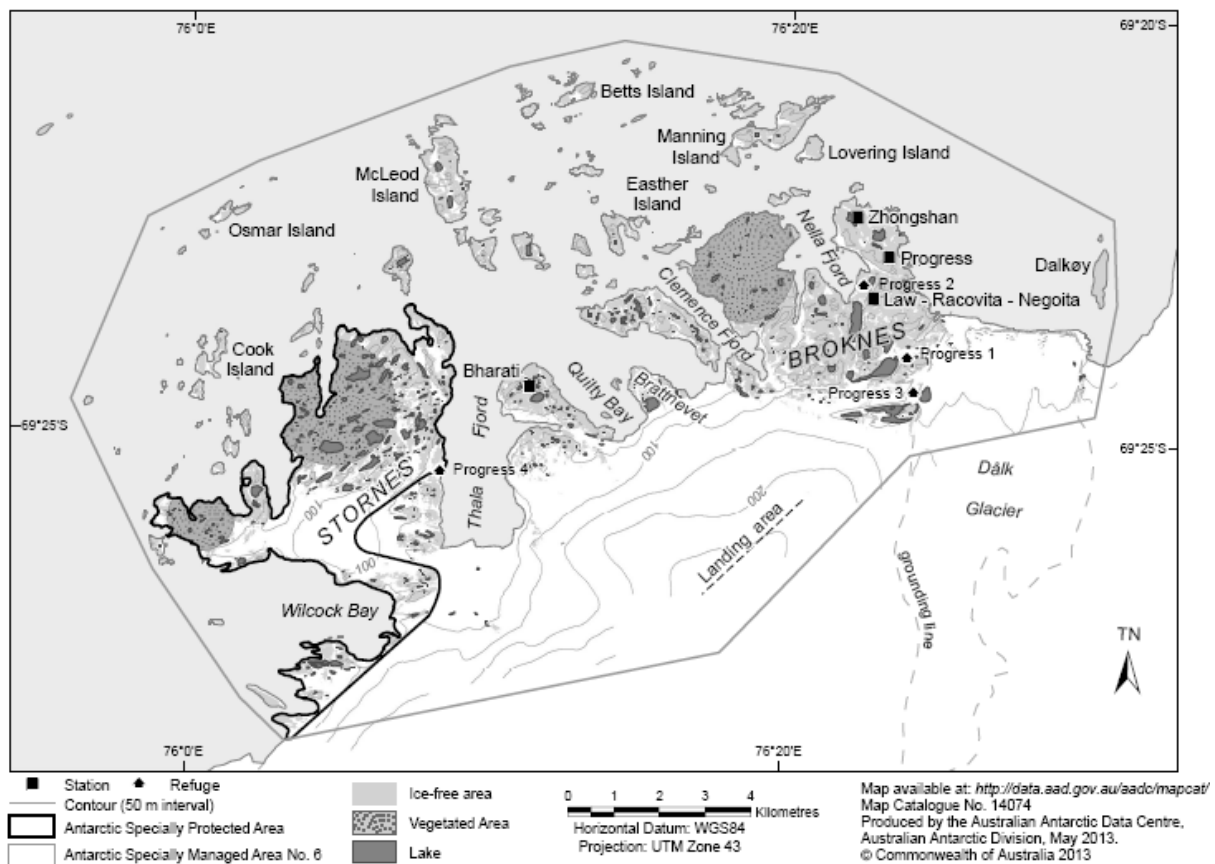 76°0'E
76°20'E
69°20'S
Betts Island
Manning
Island
Lovering Island
McLeod
Island
Easther
Island
Osmar Island
Nella Fjord
Zhongshan
Progress
Dalkøy
Progress 2
Law - Racovita - Negoita
Clemence Fjord
BROKNES
Cook
Island
Progress 1
Bharati
Quilty Bay
Brattnevet
Progress 3
69°25'S
Thala Fjord
100
69°25'S
Progress 4
STORNES
200
Dålk
Glacier
100
Landing area
100
grounding line
Wilcock Bay
TN
76°0'E
76°20'E
Station
Refuge
Contour (50 m interval)
Antarctic Specially Protected Area
Antarctic Specially Managed Area No. 6
Ice-free area
Vegetated Area
Lake
0 1 2 3 4
Kilometres
Horizontal Datum: WGS84
Projection: UTM Zone 43
Map available at: http://data.aad.gov.au/aadc/mapcat/
Map Catalogue No. 14074
Produced by the Australian Antarctic Data Centre,
Australian Antarctic Division, May 2013.
© Commonwealth of Australia 2013